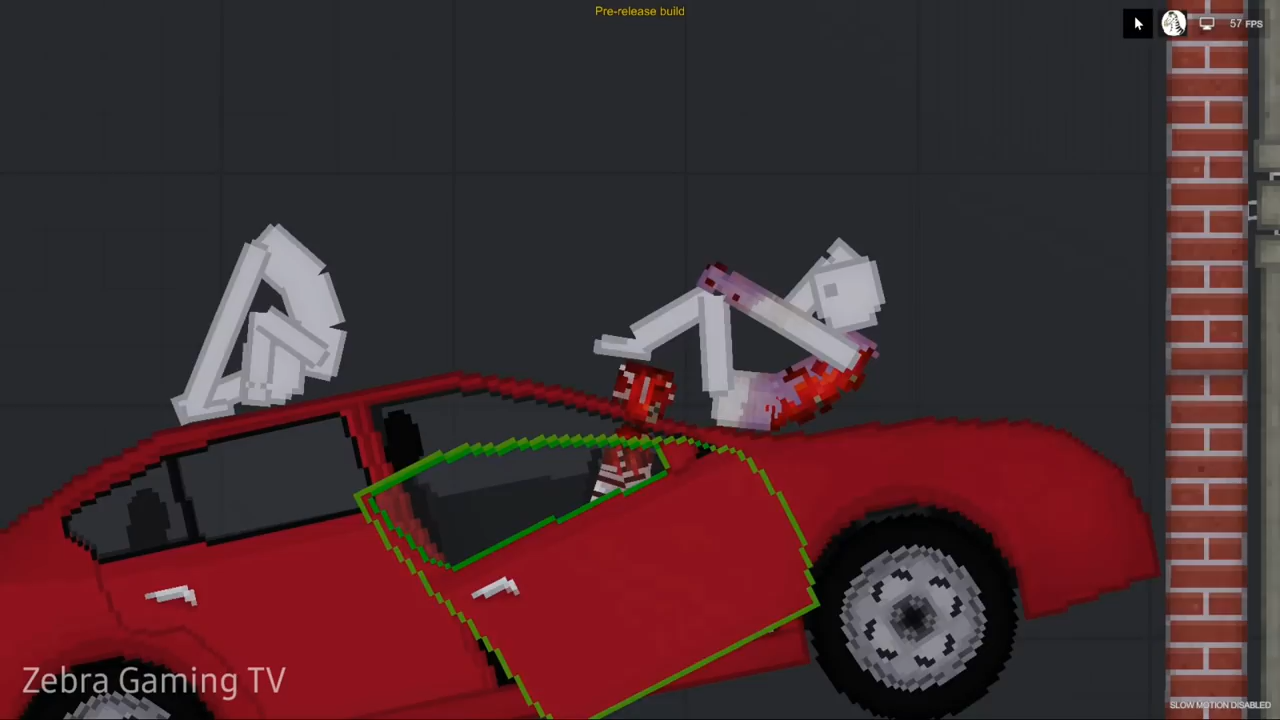 Pre-release build
57 FPS
Zebra Gaming TV
SLOW MOTION DISABLED